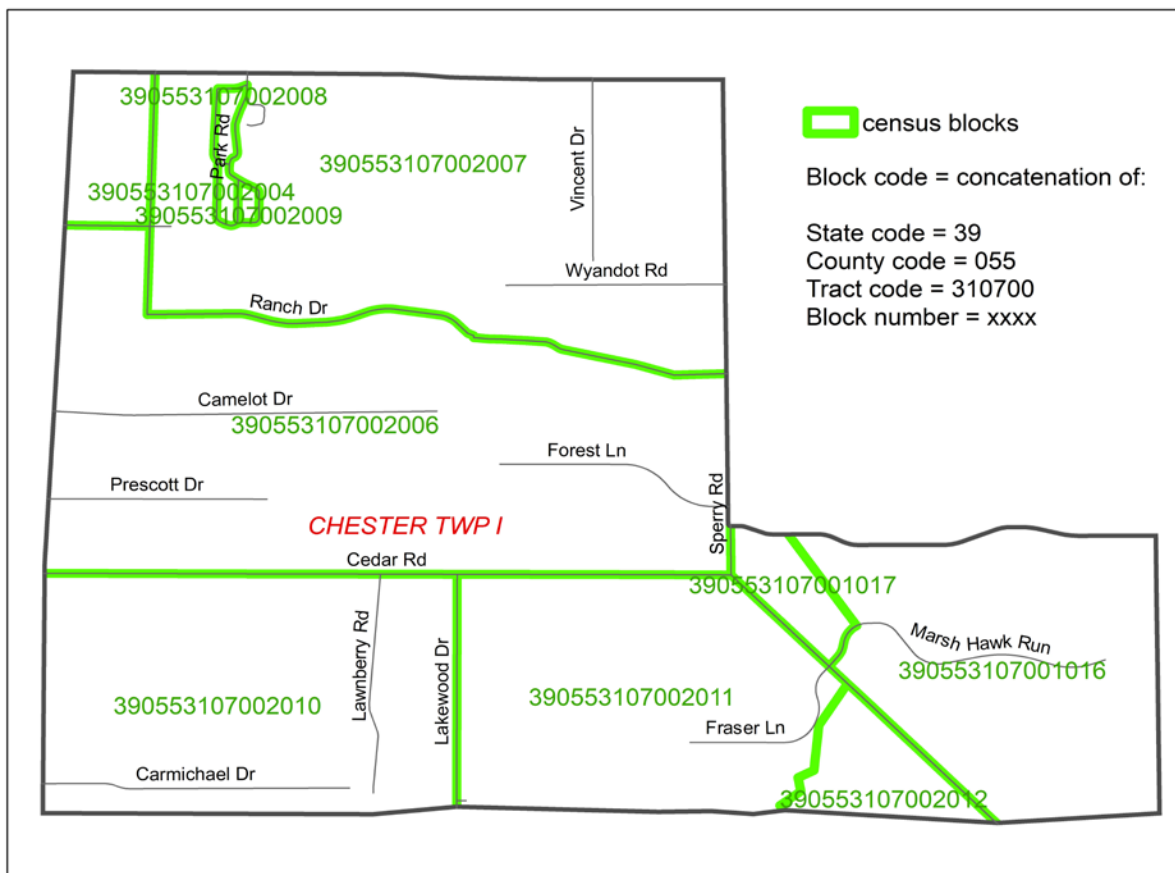 390553107002008
Park Rd
390553107002007
Vincent Dr
390553107002004
390553107002009
Wyandot Rd
Ranch Dr
Camelot Dr
390553107002006
Forest Ln
Prescott Dr
Sperry Rd
CHESTER TWP I
Cedar Rd
390553107001017
Lawnberry Rd
Lakewood Dr
Marsh Hawk Run
390553107001016
390553107002010
390553107002011
Fraser Ln
Carmichael Dr
390553107002012
census blocks
Block code = concatenation of:
State code = 39
County code = 055
Tract code = 310700
Block number = xxxx